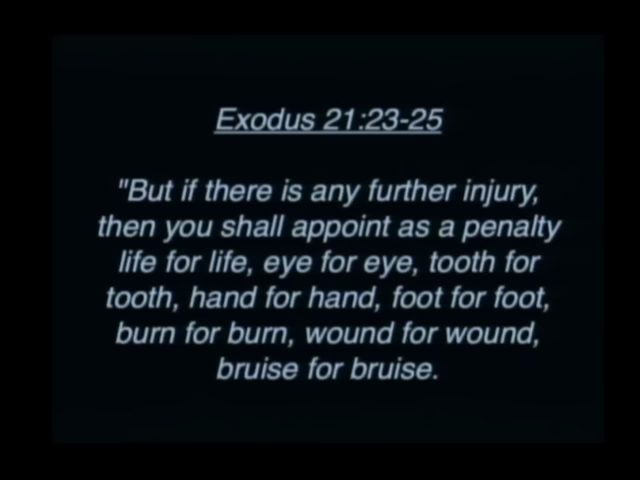 Exodus 21:23-25
"But if there is any further injury,
then you shall appoint as a penalty
life for life, eye for eye, tooth for
tooth, hand for hand, foot for foot,
burn for burn, wound for wound,
bruise for bruise.